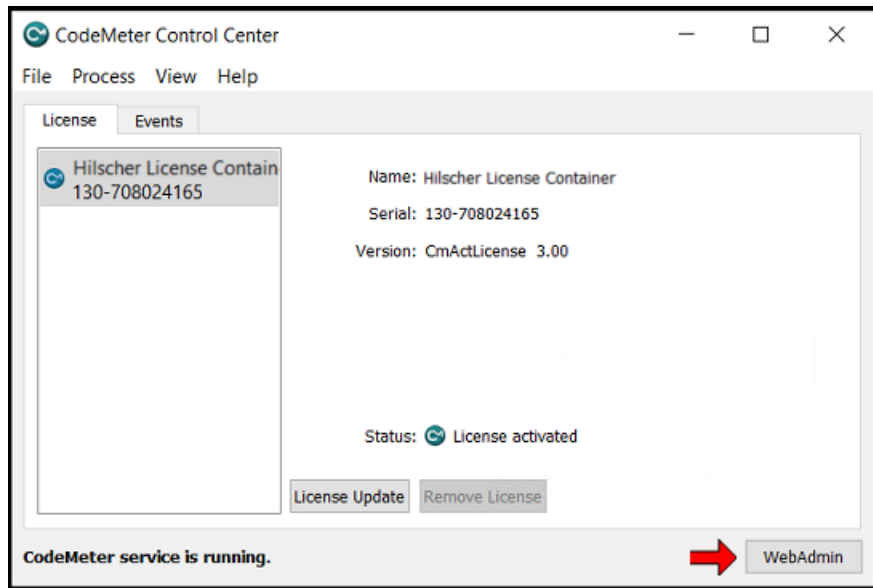 CodeMeter Control Center
File Process View Help
License Events
Hilscher License Contain
130-708024165
Name: Hilscher License Container
Serial: 130-708024165
Version: CmActLicense 3.00
Status: License activated
License Update Remove License
CodeMeter service is running. WebAdmin